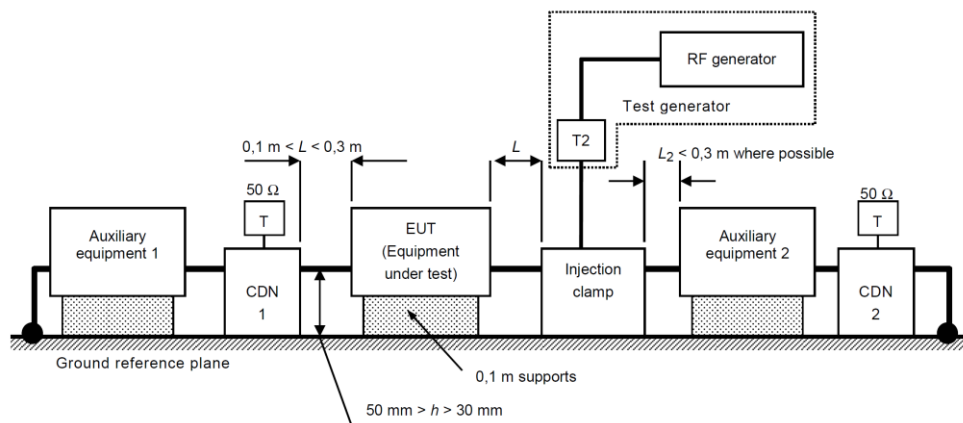 RF generator
Test generator
T2
0,1 m < L < 0,3 m
L
L2 < 0,3 m where possible
50 Ω
T
50 Ω
T
Auxiliary
equipment 1
EUT
(Equipment
under test)
Auxiliary
equipment 2
CDN
1
Injection
clamp
CDN
2
Ground reference plane
0,1 m supports
50 mm > h > 30 mm